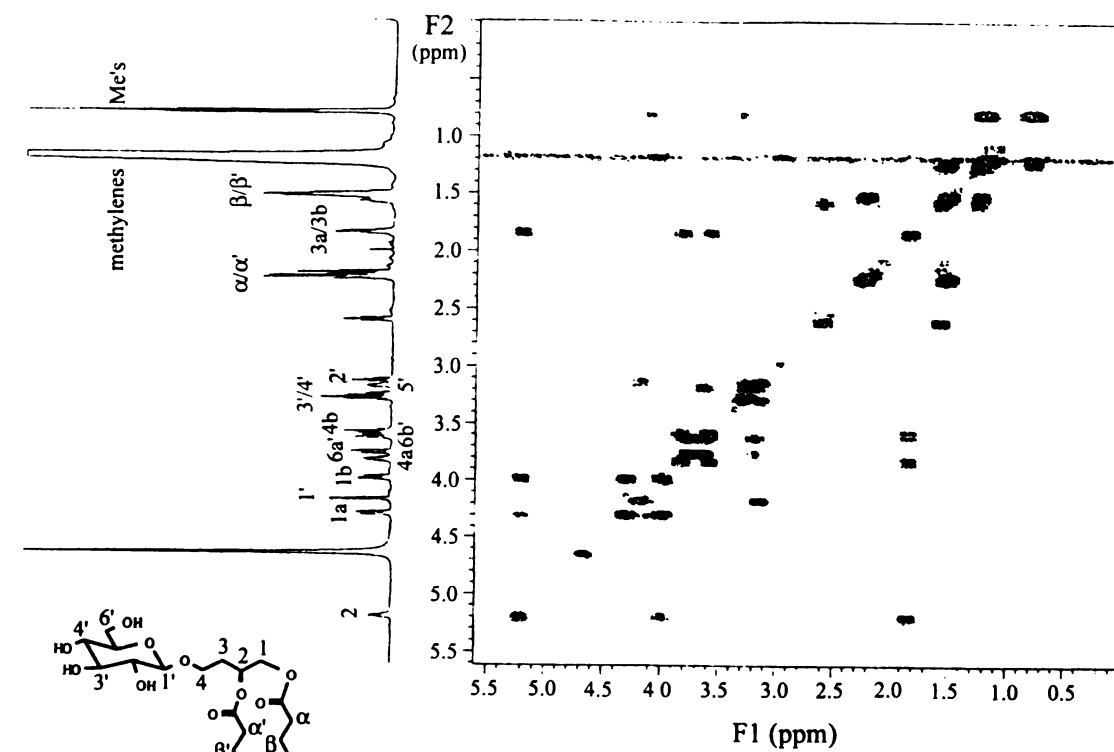 F2
(ppm)
Me's
methylenes
β/β'
3a/3b
α/α'
2'
3'/4'
5'
4b
6a'
4a6b'
1b
1'
1a
2
1.0
1.5
2.0
2.5
3.0
3.5
4.0
4.5
5.0
5.5
5.5 5.0 4.5 4.0 3.5 3.0 2.5 2.0 1.5 1.0 0.5
F1 (ppm)
6' OH
4'
HO O 3 1
HO O 2 O
3' OH 1' 4
O O α
O α' β
β'